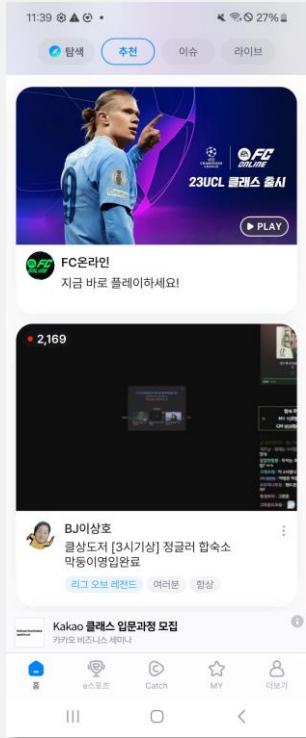 11:39
27%
탐색
추천
이슈
라이브
9
FC ONLINE
23UCL 클래스 출시
PLAY
FC온라인
지금 바로 플레이하세요!
2,169
BJ이상호
클상도저 [3시기상] 정글러 합숙소
막둥이영입완료
리그 오브 레전드
여러분
항상
Kakao 클래스 입문과정 모집
카카오 비즈니스 세미나
홈
e스포츠
Catch
MY
더보기